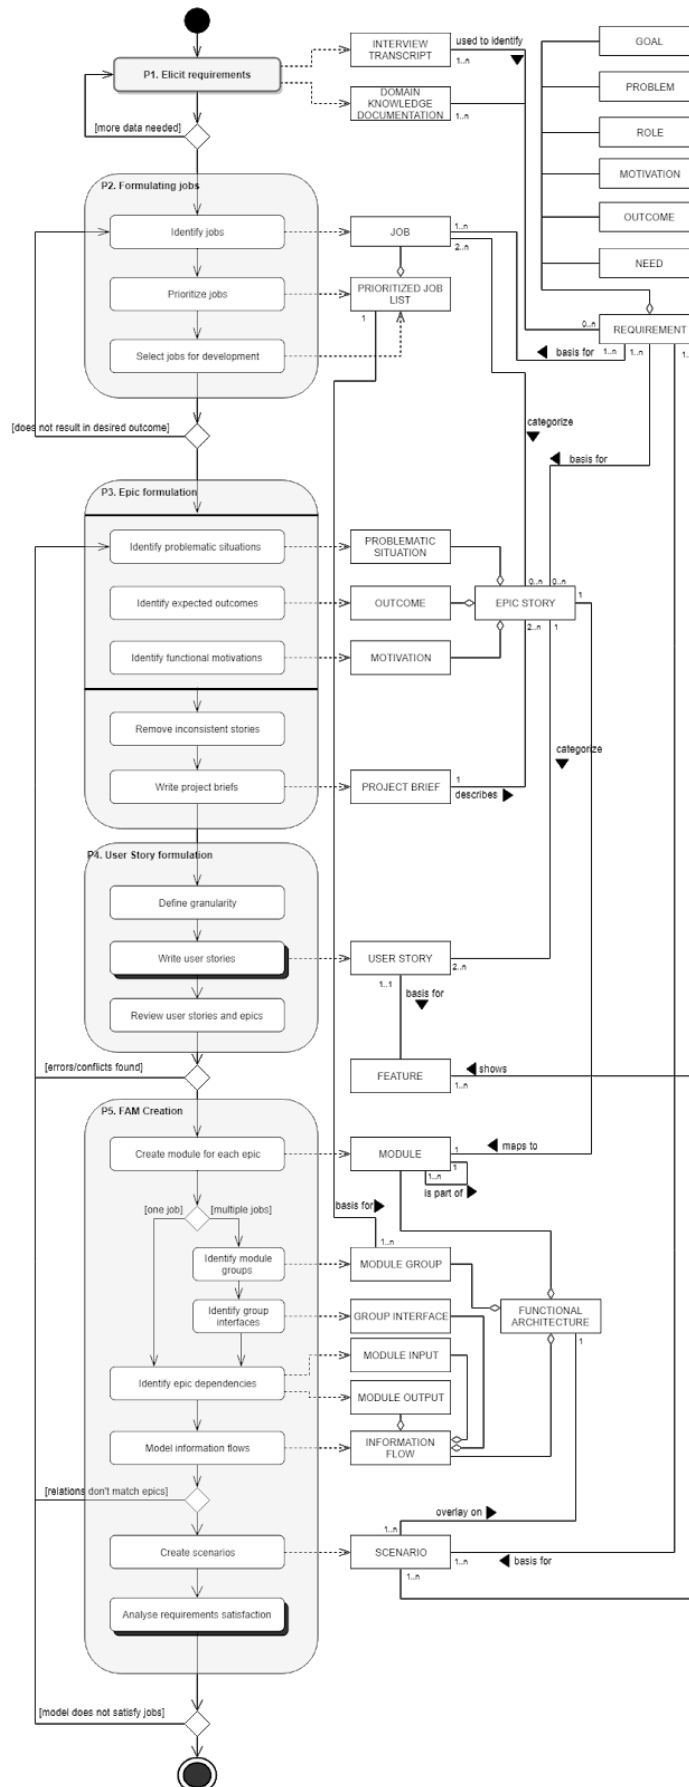 P1. Elicit requirements
INTERVIEW
TRANSCRIPT
used to identify
1..n
DOMAIN
KNOWLEDGE
DOCUMENTATION
1..n
[more data needed]
GOAL
PROBLEM
ROLE
MOTIVATION
OUTCOME
NEED
REQUIREMENT
0..n
1..n
1..n
1..
basis for
P2. Formulating jobs
Identify jobs
JOB
1..n
2..n
Prioritize jobs
PRIORITIZED JOB
LIST
1
Select jobs for development
[does not result in desired outcome]
categorize
basis for
P3. Epic formulation
Identify problematic situations
PROBLEMATIC
SITUATION
Identify expected outcomes
OUTCOME
0..n
0..n
EPIC STORY
1
2..n
1
Identify functional motivations
MOTIVATION
Remove inconsistent stories
Write project briefs
PROJECT BRIEF
1
describes
categorize
P4. User Story formulation
Define granularity
Write user stories
USER STORY
2..n
1..1
Review user stories and epics
basis for
[errors/conflicts found]
FEATURE
1..n
shows
P5. FAM Creation
Create module for each epic
MODULE
1
maps to
1..n
1
is part of
[one job]
[multiple jobs]
basis for
1..n
Identify module
groups
MODULE GROUP
Identify group
interfaces
GROUP INTERFACE
FUNCTIONAL
ARCHITECTURE
1
MODULE INPUT
Identify epic dependencies
MODULE OUTPUT
Model information flows
INFORMATION
FLOW
[relations don't match epics]
overlay on
1..n
Create scenarios
SCENARIO
1..n
basis for
1..n
Analyse requirements satisfaction
[model does not satisfy jobs]